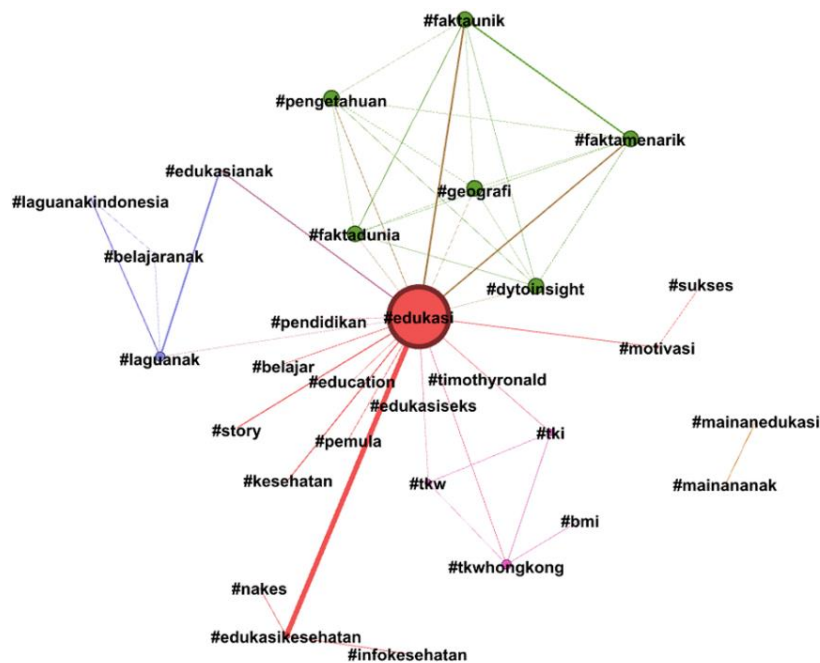 #faktaunik
#pengetahuan
#faktamenarik
#edukasianak
#geografi
#laguanakindonesia
#faktadunia
#belajaranak
#dytoinsight
#sukses
#edukasi
#pendidikan
#motivasi
#laguanak
#belajar
#education
#timothyronald
#edukasiseks
#mainanedukasi
#story
#pemula
#tki
#kesehatan
#tkw
#mainananak
#bmi
#tkwhongkong
#nakes
#edukasikesehatan
#infokesehatan